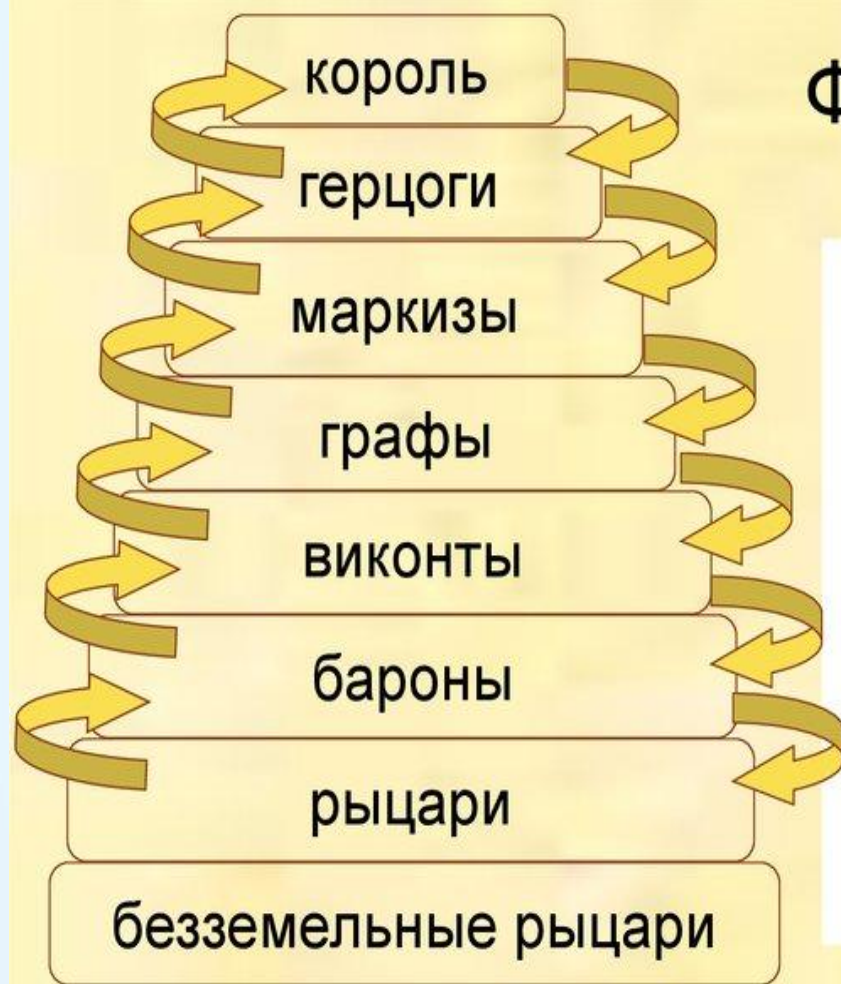 король
герцоги
маркизы
графы
виконты
бароны
рыцари
безземельные рыцари